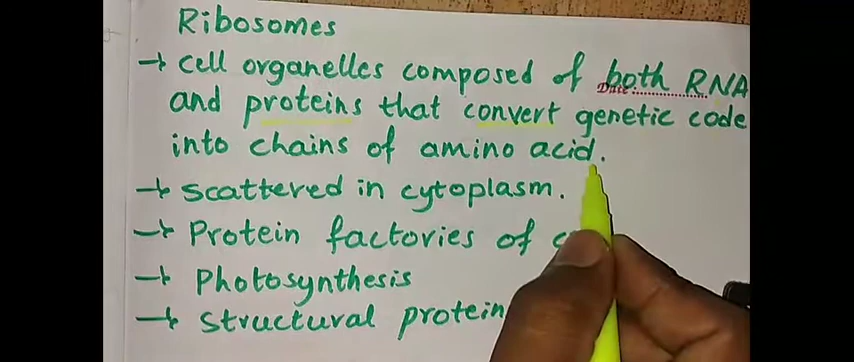 Ribosomes
→ cell organelles composed of both RNA
Date:
and proteins that convert genetic code
into chains of amino acid.
→ scattered in cytoplasm.
→ Protein factories of
→ Photosynthesis
→ structural protein